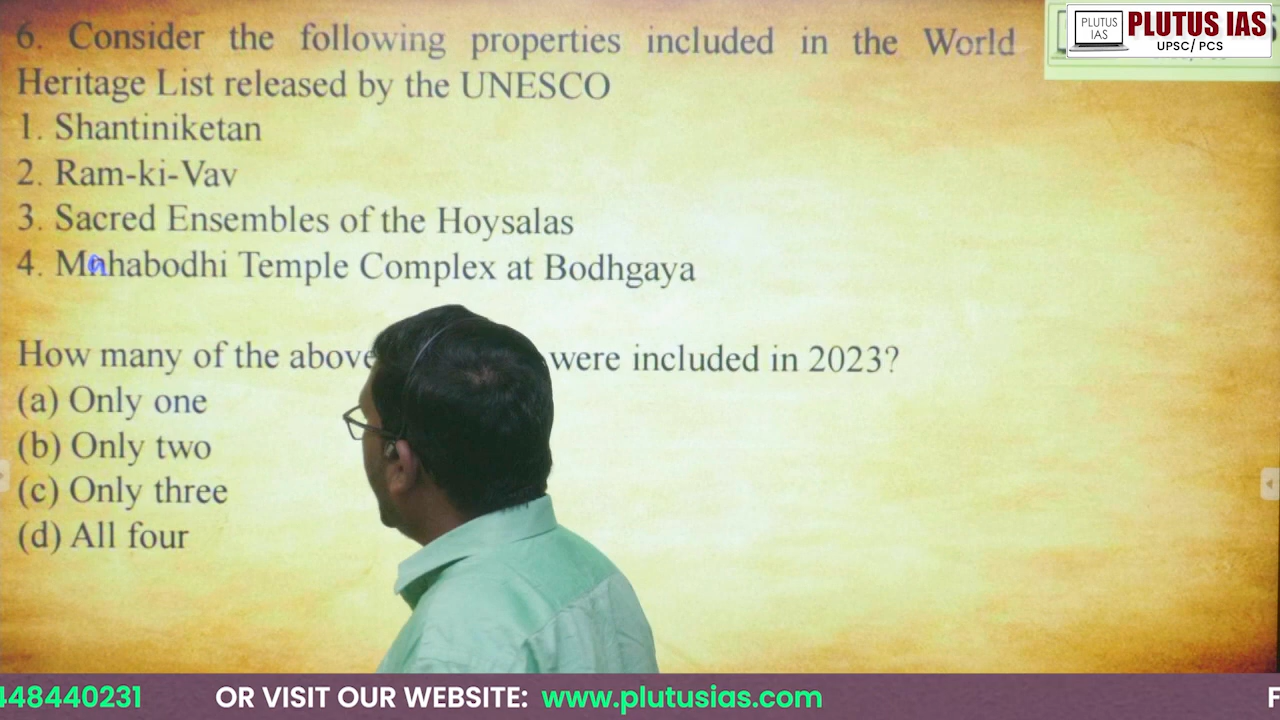 6. Consider the following properties included in the World
Heritage List released by the UNESCO
1. Shantiniketan
2. Ram-ki-Vav
3. Sacred Ensembles of the Hoysalas
4. Mahabodhi Temple Complex at Bodhgaya
How many of the above were included in 2023?
(a) Only one
(b) Only two
(c) Only three
(d) All four
PLUTUS IAS
PLUTUS IAS
UPSC/ PCS
448440231 OR VISIT OUR WEBSITE: www.plutusias.com F